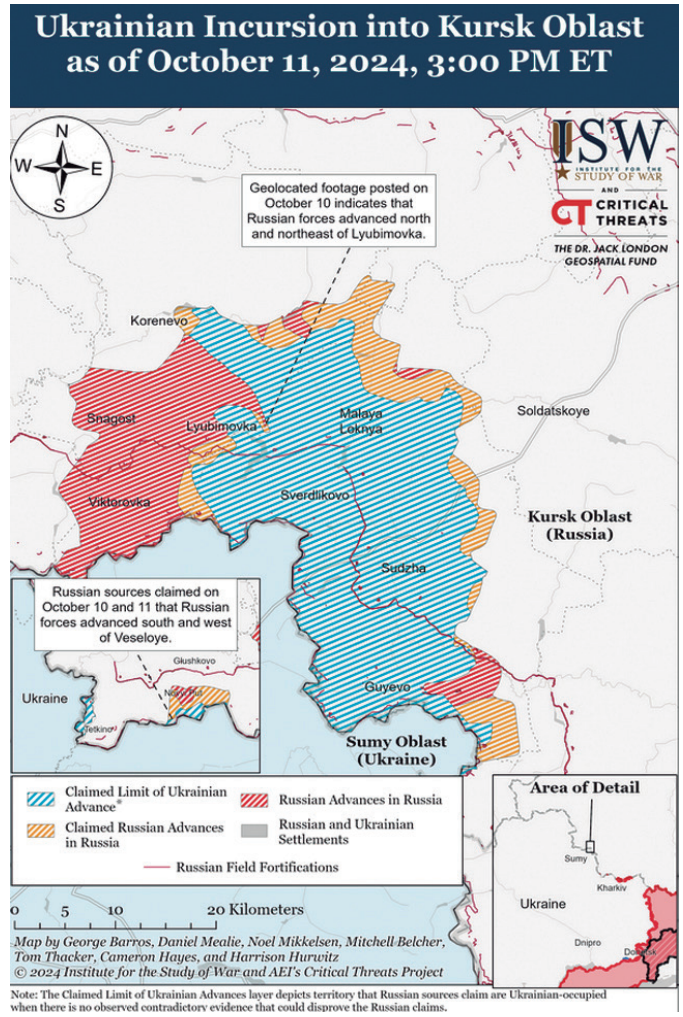 Ukrainian Incursion into Kursk Oblast
as of October 11, 2024, 3:00 PM ET
N
W E
S
ISW
INSTITUTE FOR THE
STUDY OF WAR
AND
CT CRITICAL
THREATS
THE DR. JACK LONDON
GEOSPATIAL FUND
Geolocated footage posted on
October 10 indicates that
Russian forces advanced north
and northeast of Lyubimovka.
Korenevo
Snagost
Lyubimovka
Malaya
Loknya
Soldatskoye
Viktorovka
Sverdlikovo
Kursk Oblast
(Russia)
Sudzha
Russian sources claimed on
October 10 and 11 that Russian
forces advanced south and west
of Veseloye.
Glushkovo
Ukraine
Tetkino
Guyevo
Sumy Oblast
(Ukraine)
Claimed Limit of Ukrainian
Advance*
Russian Advances in Russia
Claimed Russian Advances
in Russia
Russian and Ukrainian
Settlements
Russian Field Fortifications
Area of Detail
Sumy
Kharkiv
Ukraine
Dnipro
Donetsk
0 5 10 20 Kilometers
Map by George Barros, Daniel Mealie, Noel Mikkelsen, Mitchell Belcher,
Tom Thacker, Cameron Hayes, and Harrison Hurwitz
© 2024 Institute for the Study of War and AEI's Critical Threats Project
Note: The Claimed Limit of Ukrainian Advances layer depicts territory that Russian sources claim are Ukrainian-occupied
when there is no observed contradictory evidence that could disprove the Russian claims.